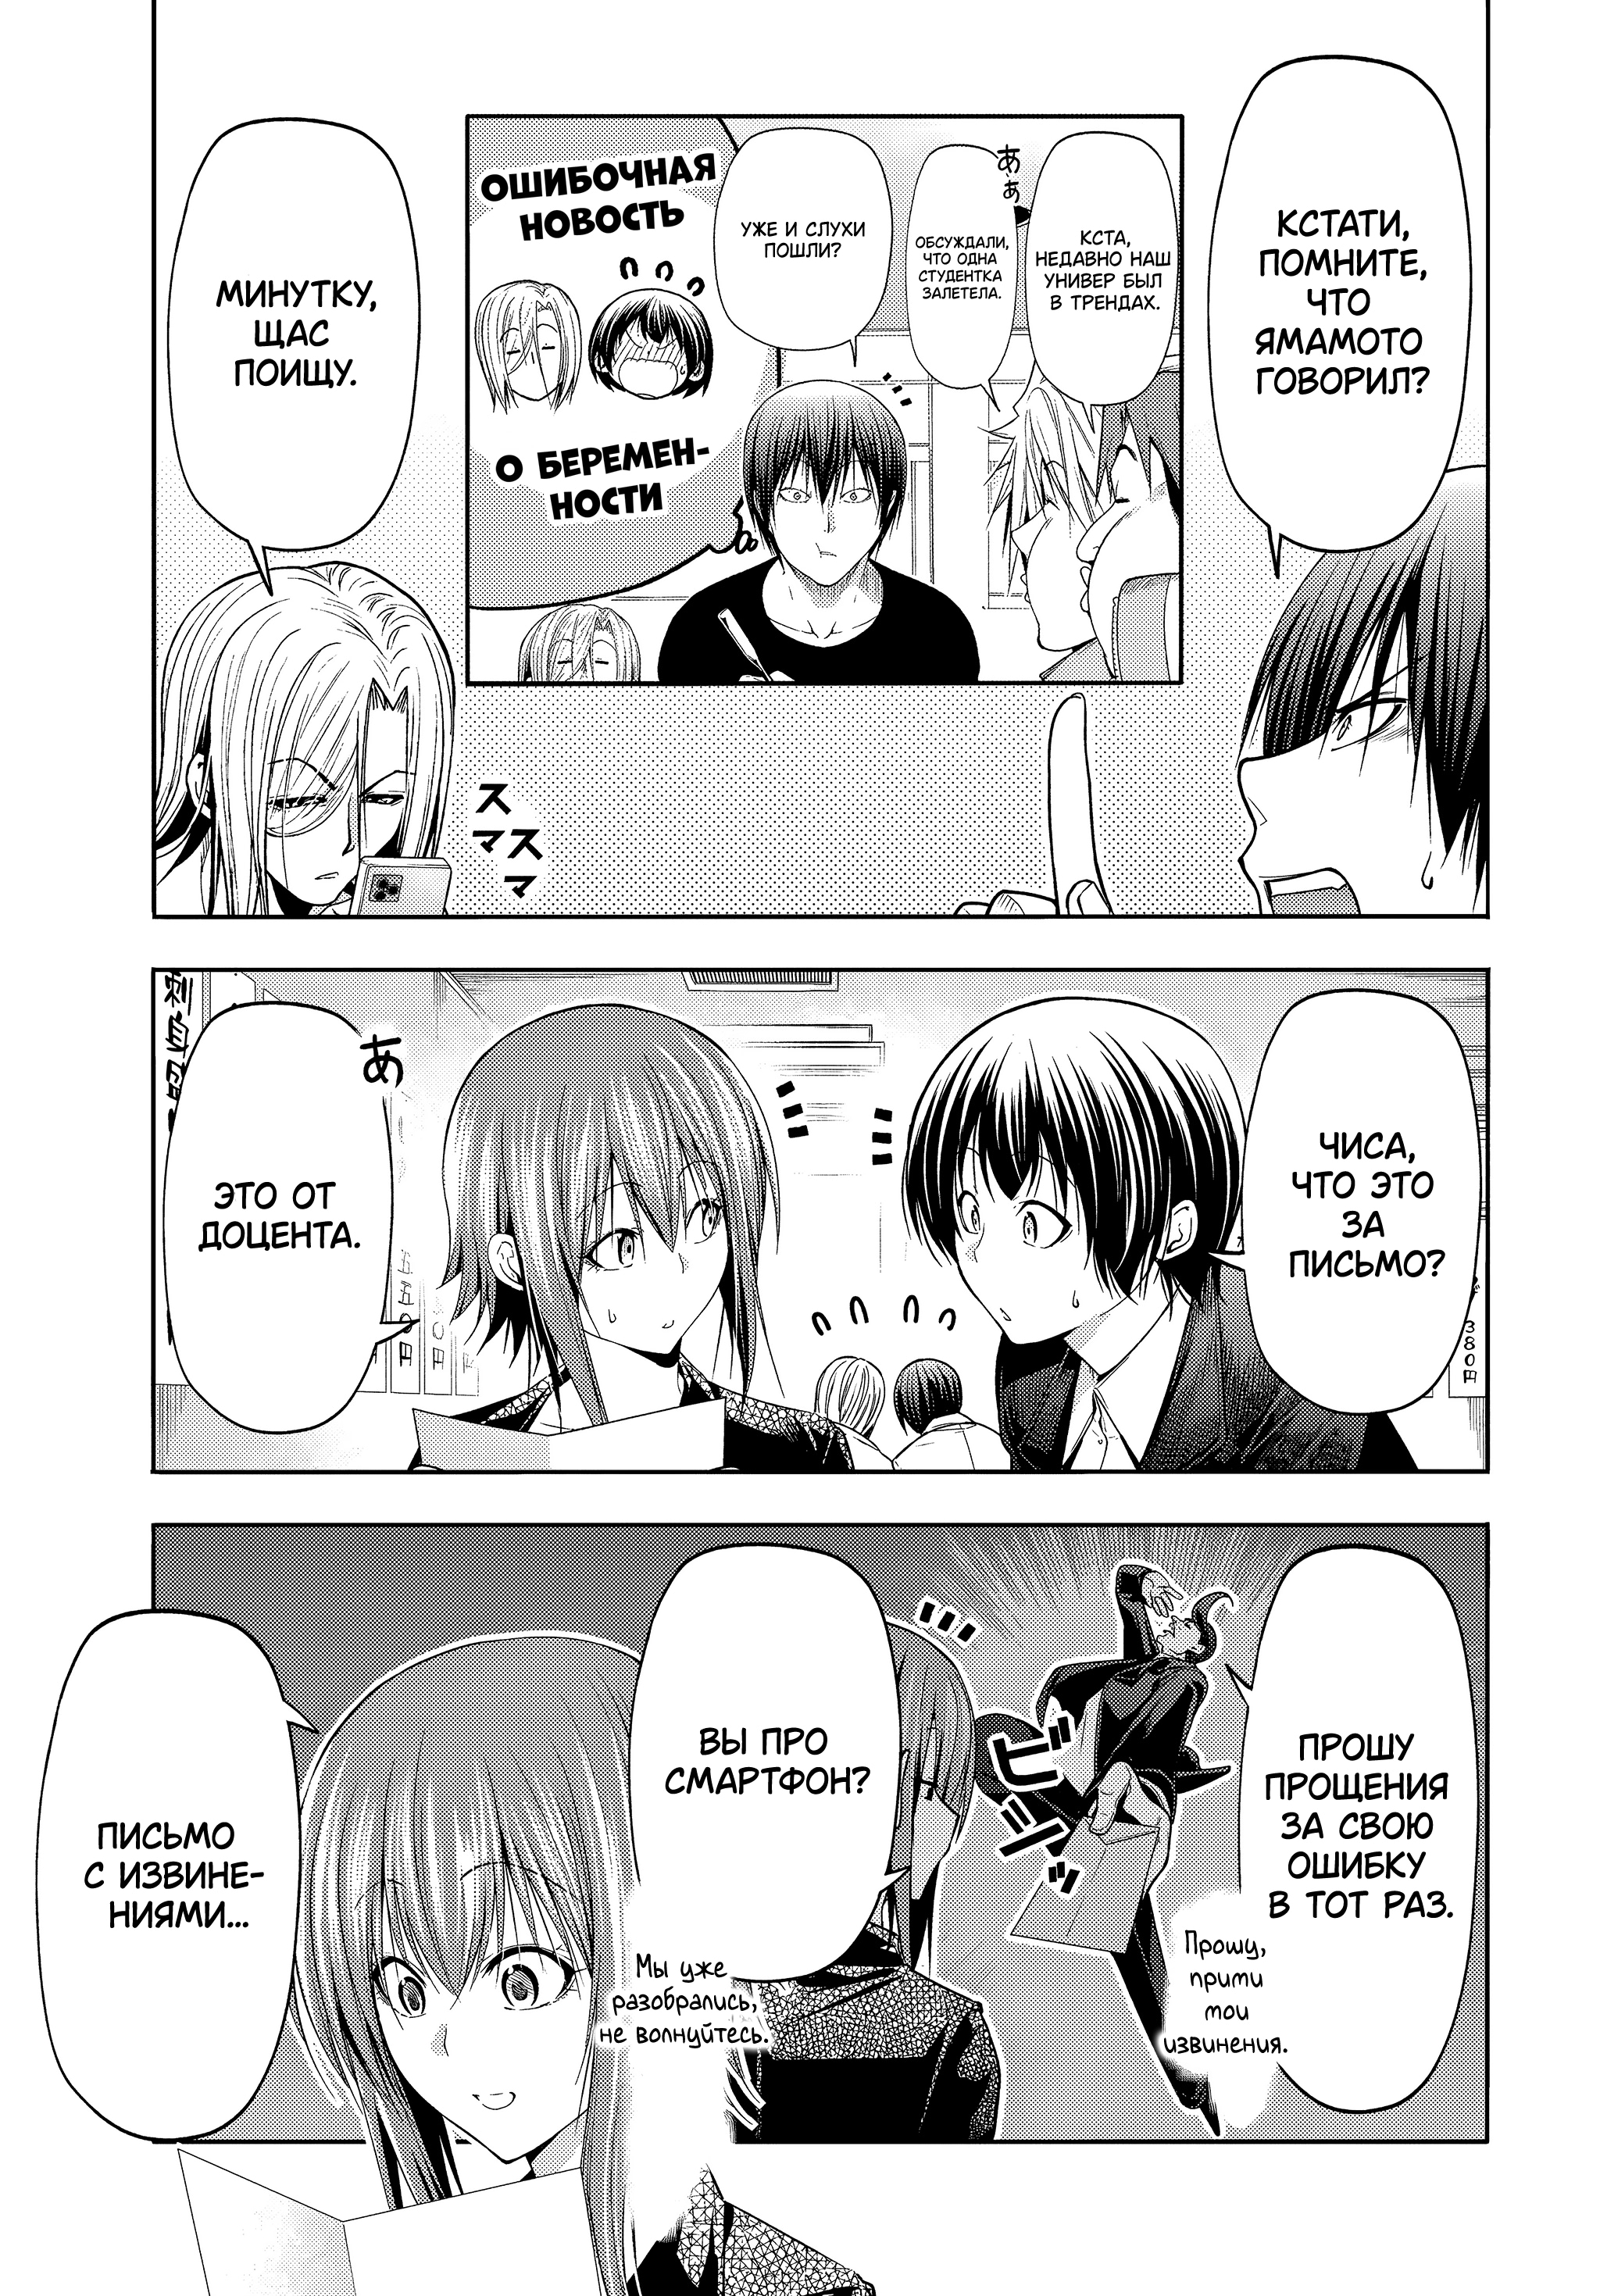 КСТАТИ,
ПОМНИТЕ,
ЧТО
ЯМАМОТО
ГОВОРИЛ?
КСТА,
НЕДАВНО НАШ
УНИВЕР БЫЛ
В ТРЕНДАХ.
あぁ
ОБСУЖДАЛИ,
ЧТО ОДНА
СТУДЕНТКА
ЗАЛЕТЕЛА.
УЖЕ И СЛУХИ
ПОШЛИ?
ОШИБОЧНАЯ
НОВОСТЬ
О БЕРЕМЕН-
НОСТИ
МИНУТКУ,
ЩАС
ПОИЩУ.
スマ
スマ
ЧИСА,
ЧТО ЭТО
ЗА
ПИСЬМО?
380円
あ
ЭТО ОТ
ДОЦЕНТА.
ПРОШУ
ПРОЩЕНИЯ
ЗА СВОЮ
ОШИБКУ
В ТОТ РАЗ.
Прошу,
прими
мои
извинения.
ビシッ
ВЫ ПРО
СМАРТФОН?
Мы уже
разобрались,
не волнуйтесь.
ПИСЬМО
С ИЗВИНЕ-
НИЯМИ...